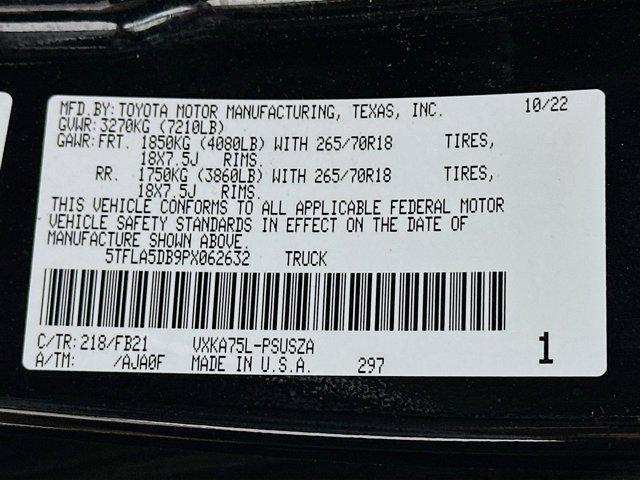 MFD.BY: TOYOTA MOTOR MANUFACTURING, TEXAS, INC. 10/22
GVWR: 3270KG (7210LB)
GAWR: FRT. 1850KG (4080LB) WITH 265/70R18 TIRES,
18X7.5J RIMS.
RR. 1750KG (3860LB) WITH 265/70R18 TIRES,
18X7.5J RIMS.
THIS VEHICLE CONFORMS TO ALL APPLICABLE FEDERAL MOTOR
VEHICLE SAFETY STANDARDS IN EFFECT ON THE DATE OF
MANUFACTURE SHOWN ABOVE.
5TFLA5DB9PX062632 TRUCK
C/TR: 218/FB21 VXKA75L-PSUSZA
A/TM: /AJA0F MADE IN U.S.A. 297 1